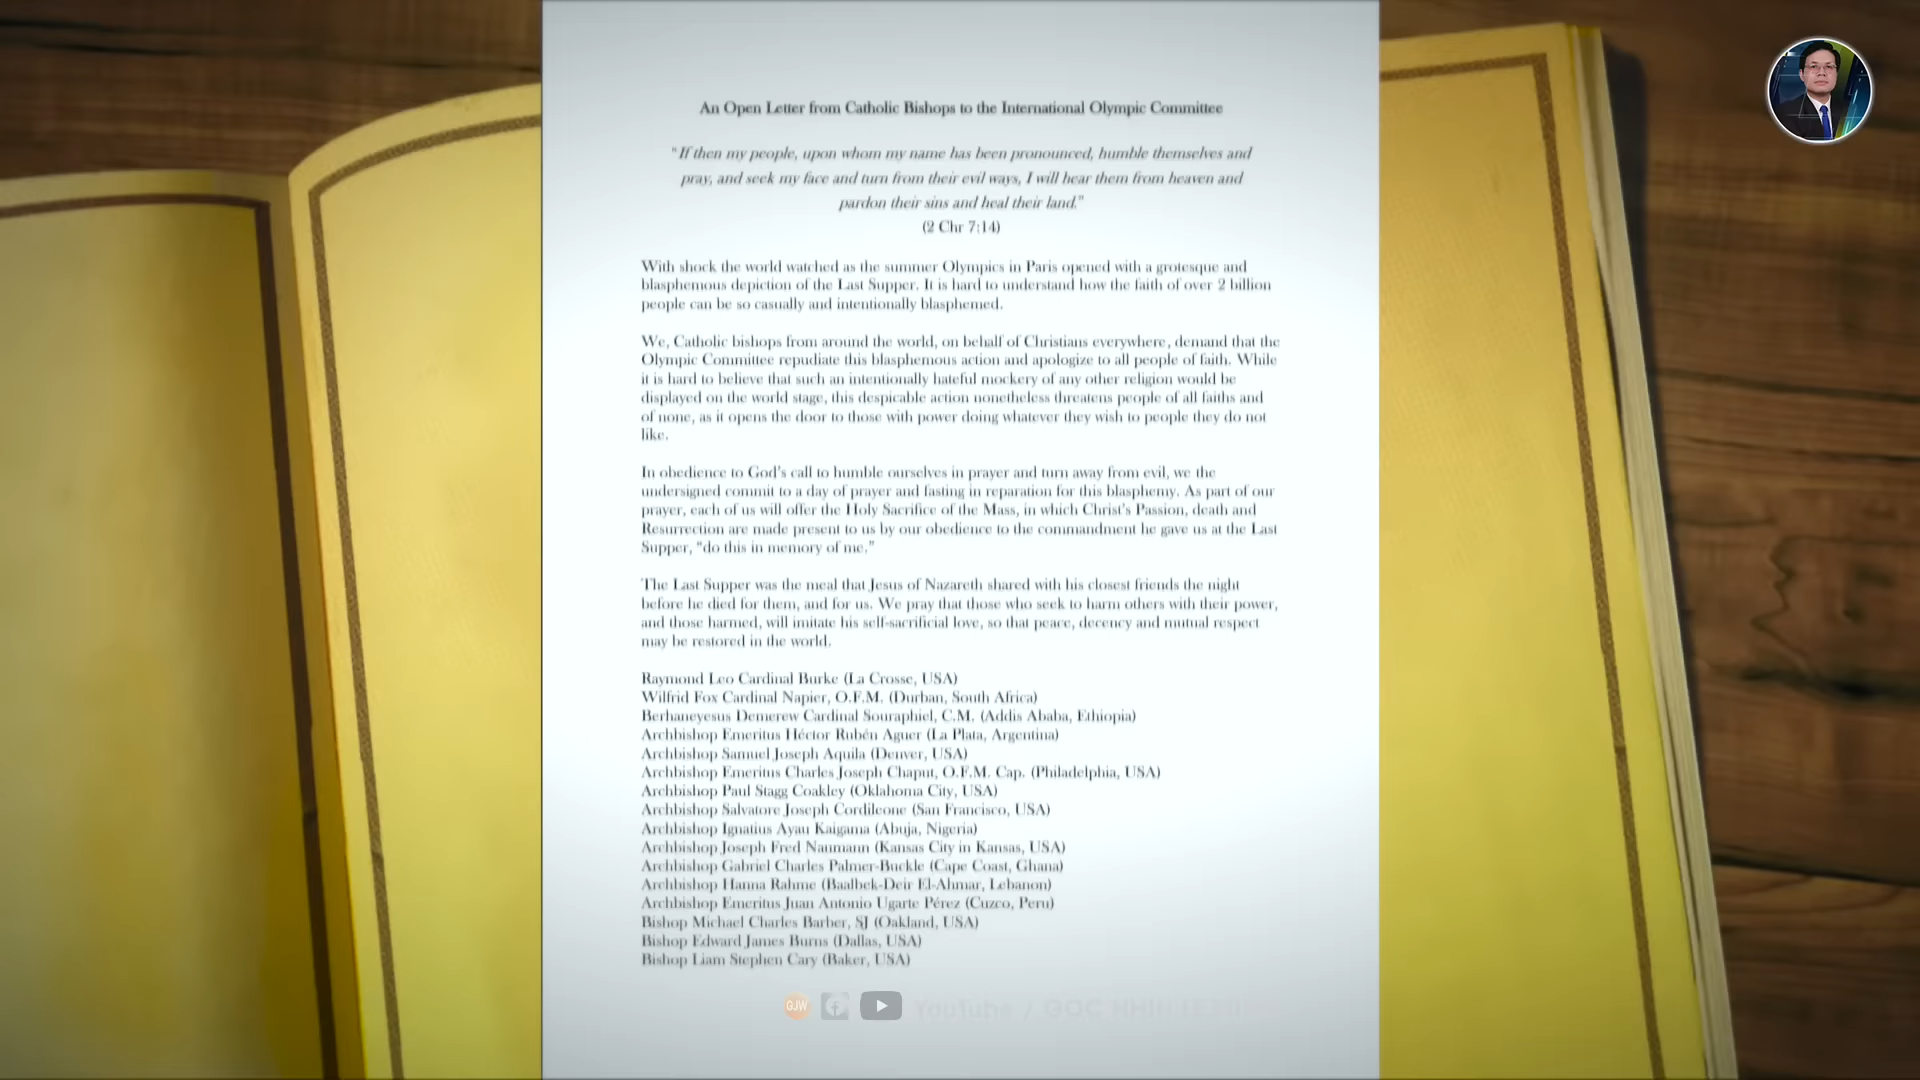 An Open Letter from Catholic Bishops to the International Olympic Committee
"If then my people, upon whom my name has been pronounced, humble themselves and
pray, and seek my face and turn from their evil ways, I will hear them from heaven and
pardon their sins and heal their land."
(2 Chr 7:14)
With shock the world watched as the summer Olympics in Paris opened with a grotesque and
blasphemous depiction of the Last Supper. It is hard to understand how the faith of over 2 billion
people can be so casually and intentionally blasphemed.
We, Catholic bishops from around the world, on behalf of Christians everywhere, demand that the
Olympic Committee repudiate this blasphemous action and apologize to all people of faith. While
it is hard to believe that such an intentionally hateful mockery of any other religion would be
displayed on the world stage, this despicable action nonetheless threatens people of all faiths and
of none, as it opens the door to those with power doing whatever they wish to people they do not
like.
In obedience to God's call to humble ourselves in prayer and turn away from evil, we the
undersigned commit to a day of prayer and fasting in reparation for this blasphemy. As part of our
prayer, each of us will offer the Holy Sacrifice of the Mass, in which Christ's Passion, death and
Resurrection are made present to us by our obedience to the commandment he gave us at the Last
Supper, "do this in memory of me."
The Last Supper was the meal that Jesus of Nazareth shared with his closest friends the night
before he died for them, and for us. We pray that those who seek to harm others with their power,
and those harmed, will imitate his self-sacrificial love, so that peace, decency and mutual respect
may be restored in the world.
Raymond Leo Cardinal Burke (La Crosse, USA)
Wilfrid Fox Cardinal Napier, O.F.M. (Durban, South Africa)
Berhaneyesus Demerew Cardinal Souraphiel, C.M. (Addis Ababa, Ethiopia)
Archbishop Emeritus Héctor Rubén Aguer (La Plata, Argentina)
Archbishop Samuel Joseph Aquila (Denver, USA)
Archbishop Emeritus Charles Joseph Chaput, O.F.M. Cap. (Philadelphia, USA)
Archbishop Paul Stagg Coakley (Oklahoma City, USA)
Archbishop Salvatore Joseph Cordileone (San Francisco, USA)
Archbishop Ignatius Ayau Kaigama (Abuja, Nigeria)
Archbishop Joseph Fred Naumann (Kansas City in Kansas, USA)
Archbishop Gabriel Charles Palmer-Buckle (Cape Coast, Ghana)
Archbishop Hanna Rahme (Baalbek-Deir El-Ahmar, Lebanon)
Archbishop Emeritus Juan Antonio Ugarte Pérez (Cuzco, Peru)
Bishop Michael Charles Barber, SJ (Oakland, USA)
Bishop Edward James Burns (Dallas, USA)
Bishop Liam Stephen Cary (Baker, USA)
GJW YouTube /